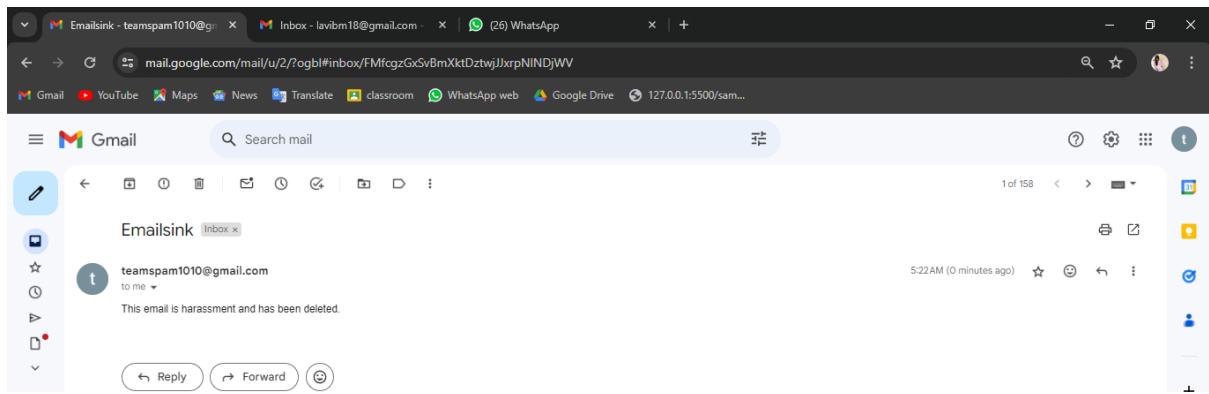 Emailsink - teamspam1010@gm
Inbox - lavibm18@gmail.com -
(26) WhatsApp
mail.google.com/mail/u/2/?ogbl#inbox/FMfcgzGxSvBmXktDztwjJJxrpNlNDjWV
Gmail YouTube Maps News Translate classroom WhatsApp web Google Drive 127.0.0.1:5500/sam...
Gmail
Search mail
t
1 of 158
Emailsink Inbox ×
t
teamspam1010@gmail.com
5:22 AM (0 minutes ago)
to me
This email is harassment and has been deleted.
Reply Forward